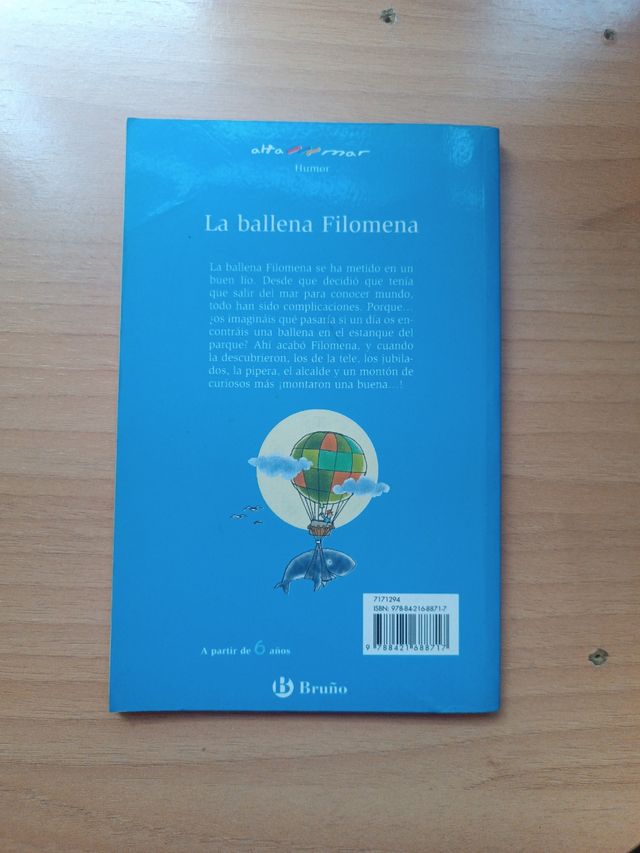 alta mar
Humor
La ballena Filomena
La ballena Filomena se ha metido en un
buen lío. Desde que decidió que tenía
que salir del mar para conocer mundo,
todo han sido complicaciones. Porque...
¿os imagináis qué pasaría si un día os en-
contráis una ballena en el estanque del
parque? Ahí acabó Filomena, y cuando
la descubrieron, los de la tele, los jubila-
dos, la pipera, el alcalde y un montón de
curiosos más ¡montaron una buena...!
7171294
ISBN: 978-84-216-8871-7
9 788421 688717
A partir de 6 años
B Bruño